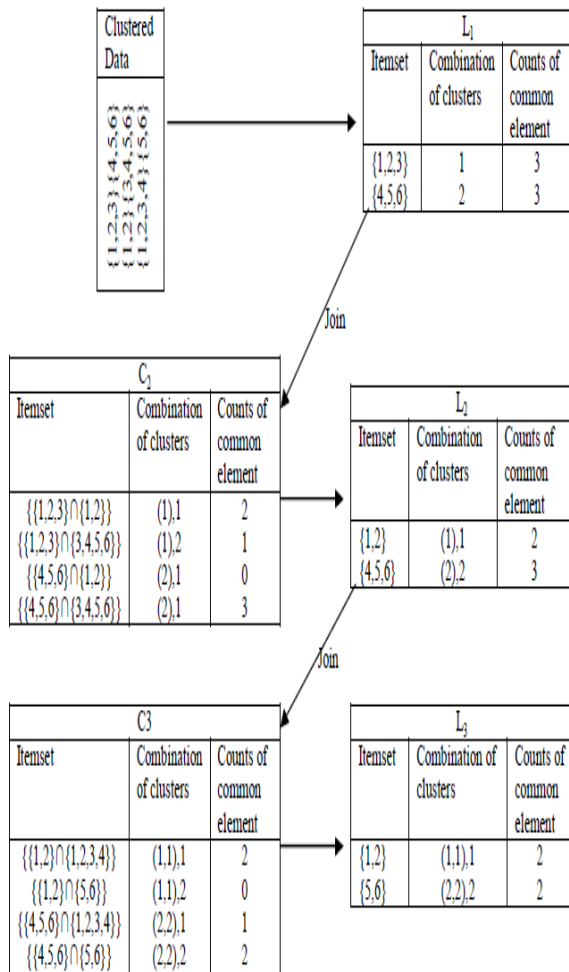 Clustered
Data
{1,2,3} {4,5,6}
{1,2} {3,4,5,6}
{1,2,3,4} {5,6}
L₁
Itemset Combination of clusters Counts of common element
{1,2,3} 1 3
{4,5,6} 2 3
Join
C₂
Itemset Combination of clusters Counts of common element
{{1,2,3}∩{1,2}} (1),1 2
{{1,2,3}∩{3,4,5,6}} (1),2 1
{{4,5,6}∩{1,2}} (2),1 0
{{4,5,6}∩{3,4,5,6}} (2),1 3
L₂
Itemset Combination of clusters Counts of common element
{1,2} (1),1 2
{4,5,6} (2),2 3
Join
C3
Itemset Combination of clusters Counts of common element
{{1,2}∩{1,2,3,4}} (1,1),1 2
{{1,2}∩{5,6}} (1,1),2 0
{{4,5,6}∩{1,2,3,4}} (2,2),1 1
{{4,5,6}∩{5,6}} (2,2),2 2
L₃
Itemset Combination of clusters Counts of common element
{1,2} (1,1),1 2
{5,6} (2,2),2 2